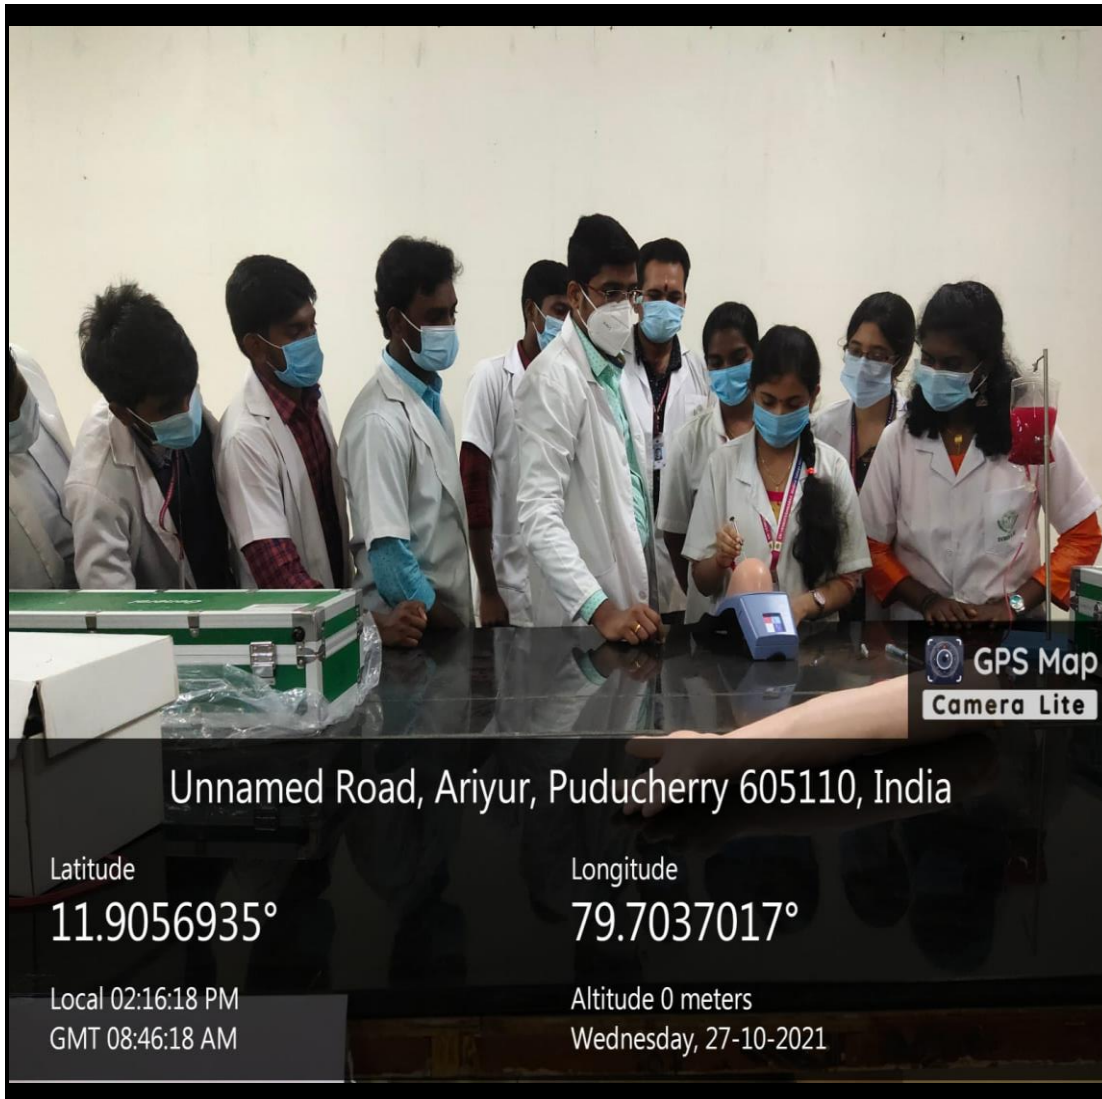 GPS Map
Camera Lite
Unnamed Road, Ariyur, Puducherry 605110, India
Latitude
11.9056935°
Longitude
79.7037017°
Local 02:16:18 PM
GMT 08:46:18 AM
Altitude 0 meters
Wednesday, 27-10-2021